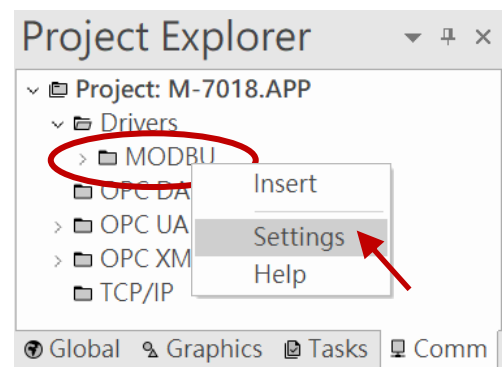 Project Explorer
Project: M-7018.APP
Drivers
MODBU
Insert
OPC DA
OPC UA
Settings
OPC XM
Help
TCP/IP
Global Graphics Tasks Comm